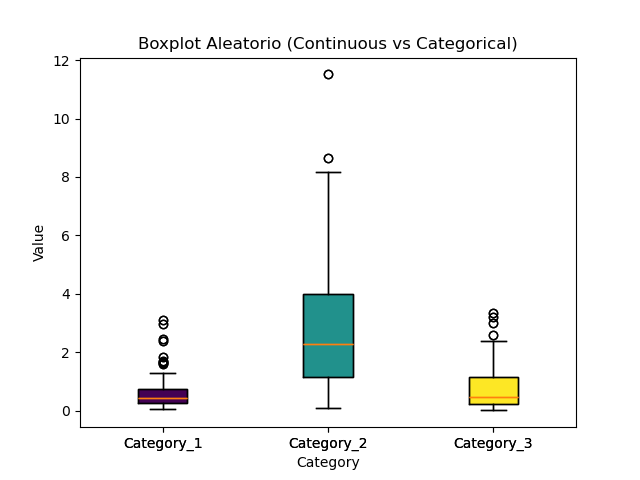 Boxplot Aleatorio (Continuous vs Categorical)
12
10
8
6
4
2
0
Value
Category_1
Category_2
Category_3
Category